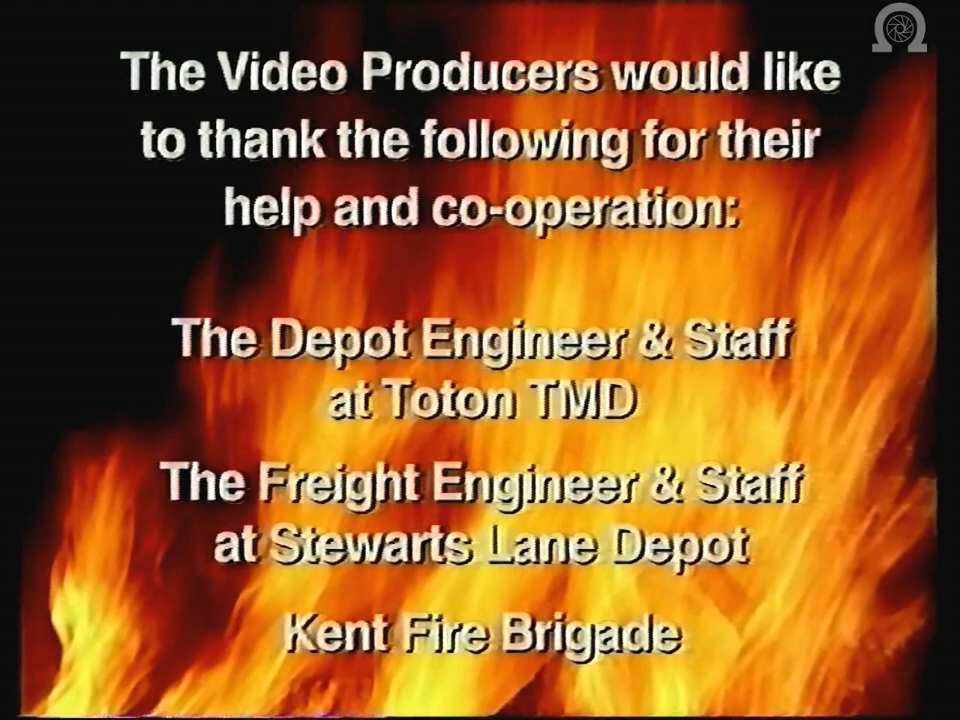 The Video Producers would like
to thank the following for their
help and co-operation:
The Depot Engineer & Staff
at Toton TMD
The Freight Engineer & Staff
at Stewarts Lane Depot
Kent Fire Brigade